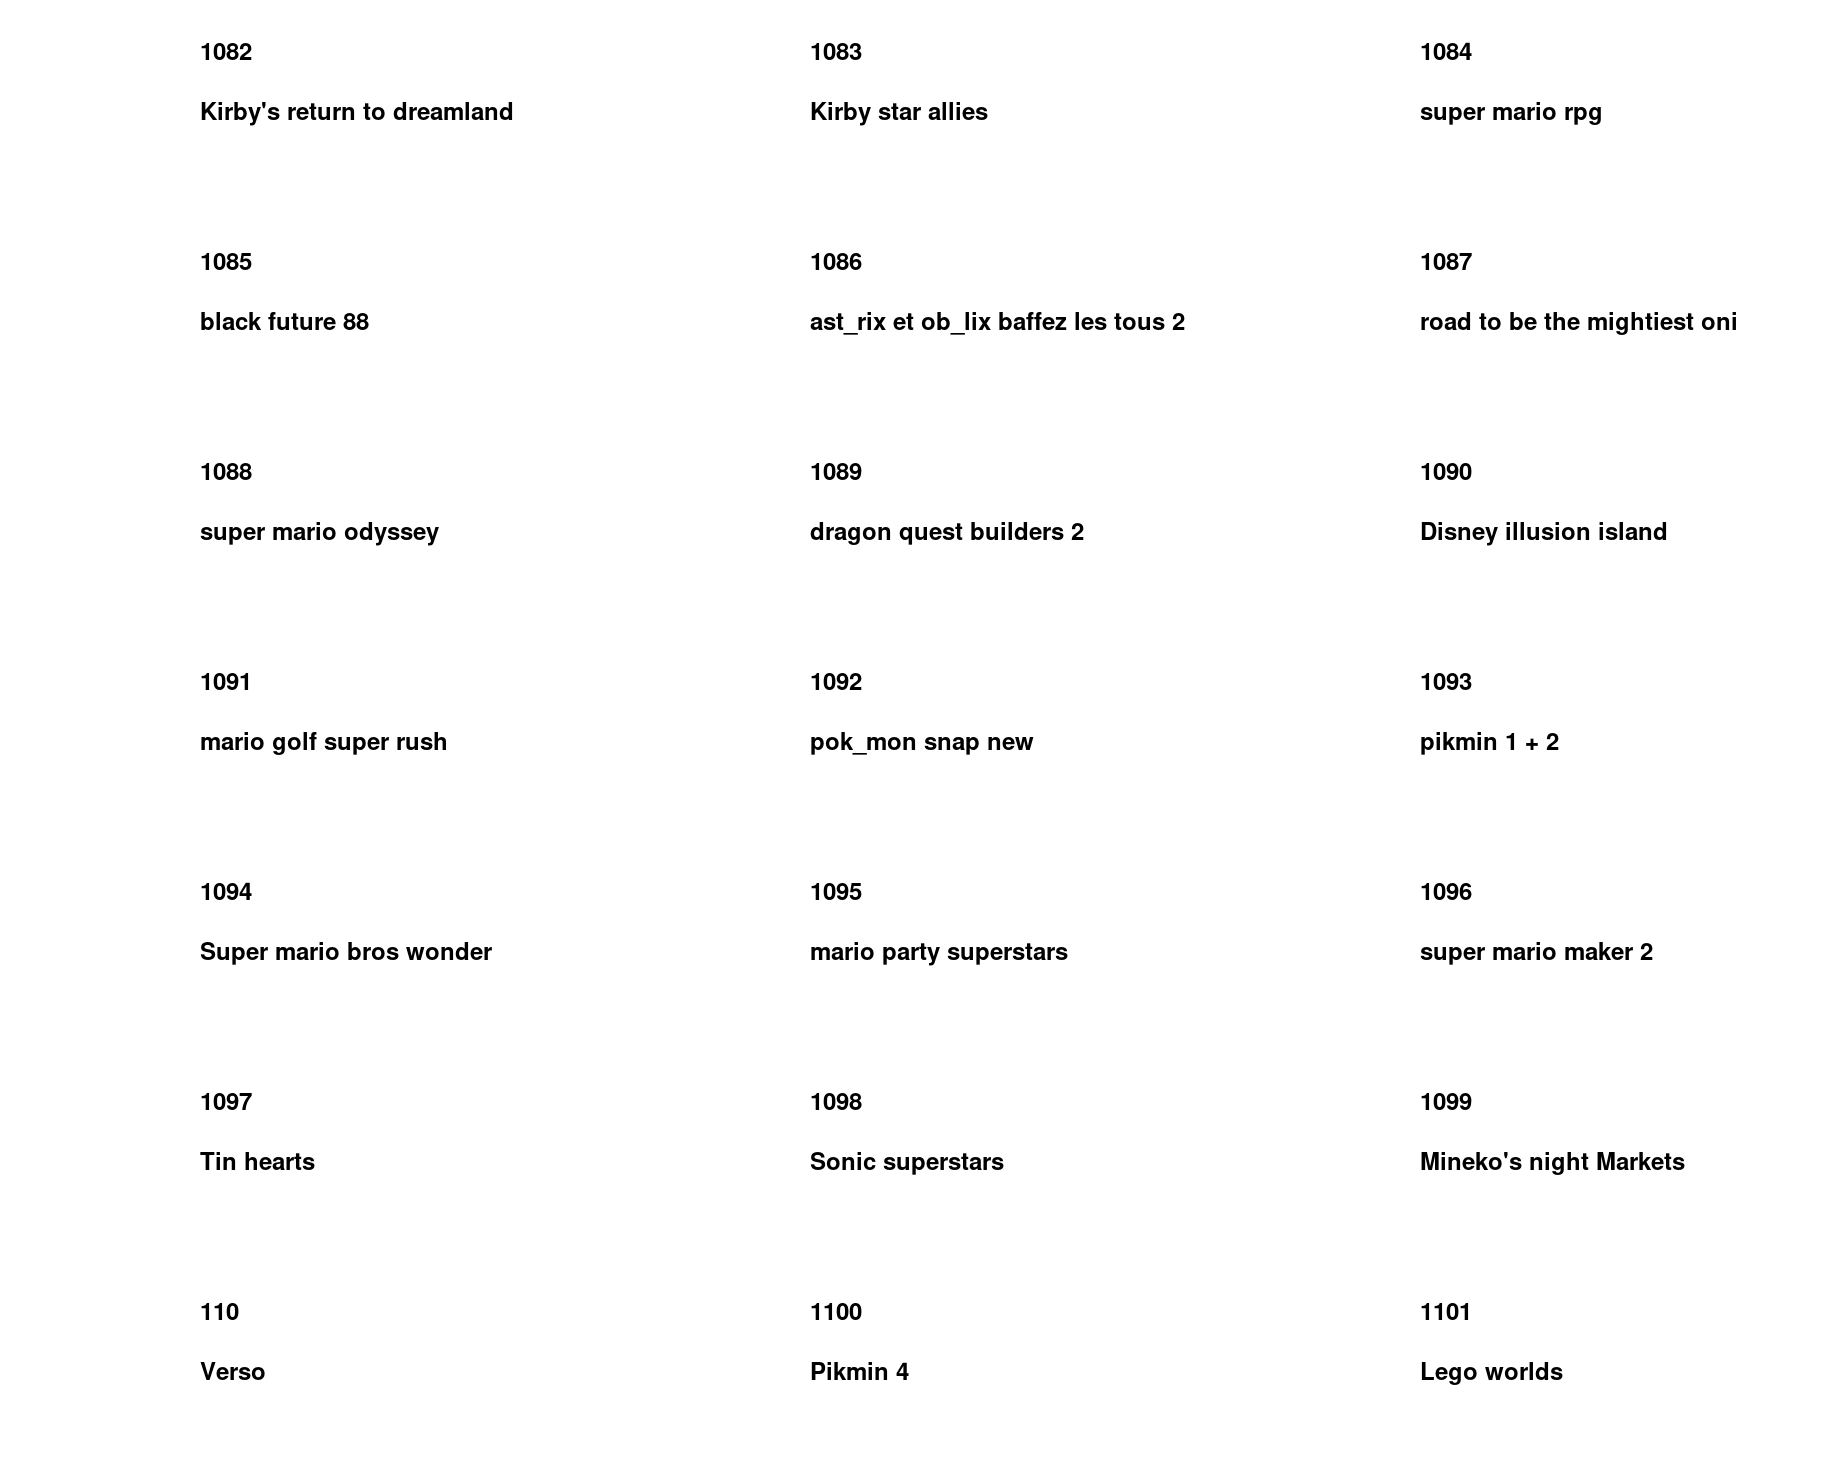 1082
Kirby's return to dreamland
1083
Kirby star allies
1084
super mario rpg
1085
black future 88
1086
ast_rix et ob_lix baffez les tous 2
1087
road to be the mightiest oni
1088
super mario odyssey
1089
dragon quest builders 2
1090
Disney illusion island
1091
mario golf super rush
1092
pok_mon snap new
1093
pikmin 1 + 2
1094
Super mario bros wonder
1095
mario party superstars
1096
super mario maker 2
1097
Tin hearts
1098
Sonic superstars
1099
Mineko's night Markets
110
Verso
1100
Pikmin 4
1101
Lego worlds